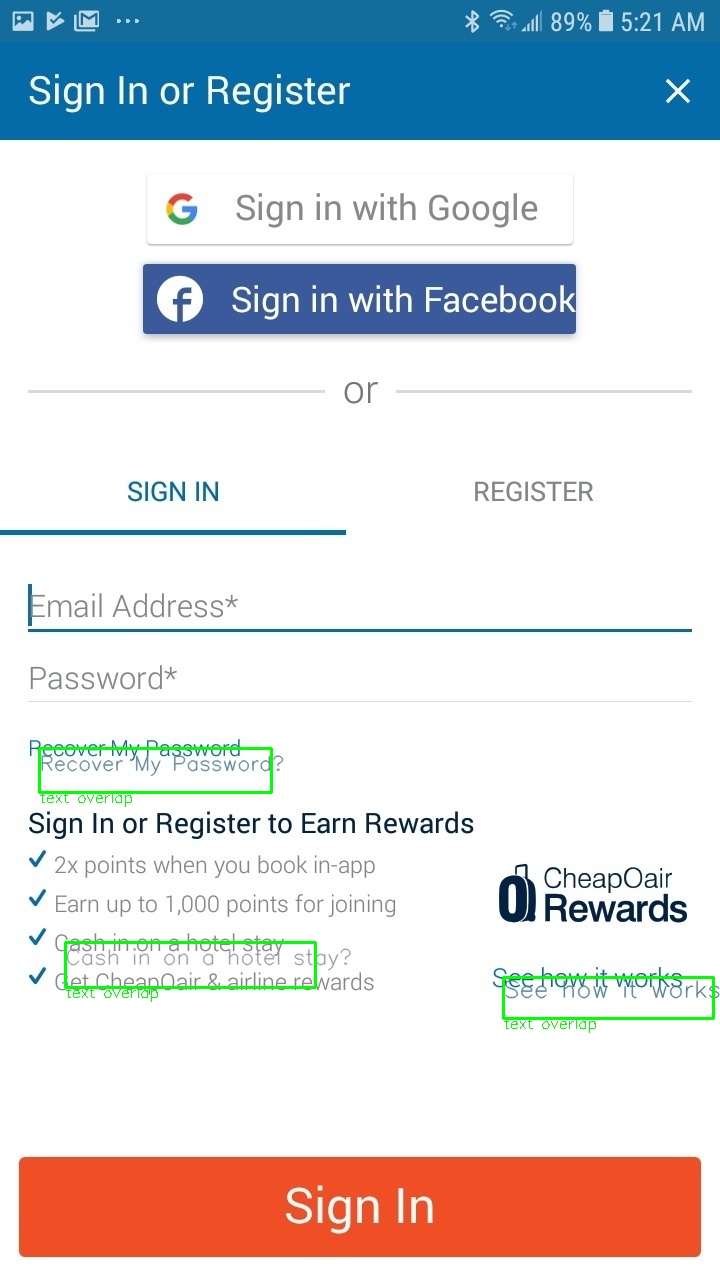 89% 5:21 AM
Sign In or Register
Sign in with Google
Sign in with Facebook
or
SIGN IN REGISTER
Email Address*
Password*
Recover My Password
Recover My Password?
text overlap
Sign In or Register to Earn Rewards
2x points when you book in-app
Earn up to 1,000 points for joining
Cash in on a hotel stay
Cash in on a hotel stay?
Get CheapOair & airline rewards
text overlap
CheapOair
Rewards
See how it works
See how it works
text overlap
Sign In